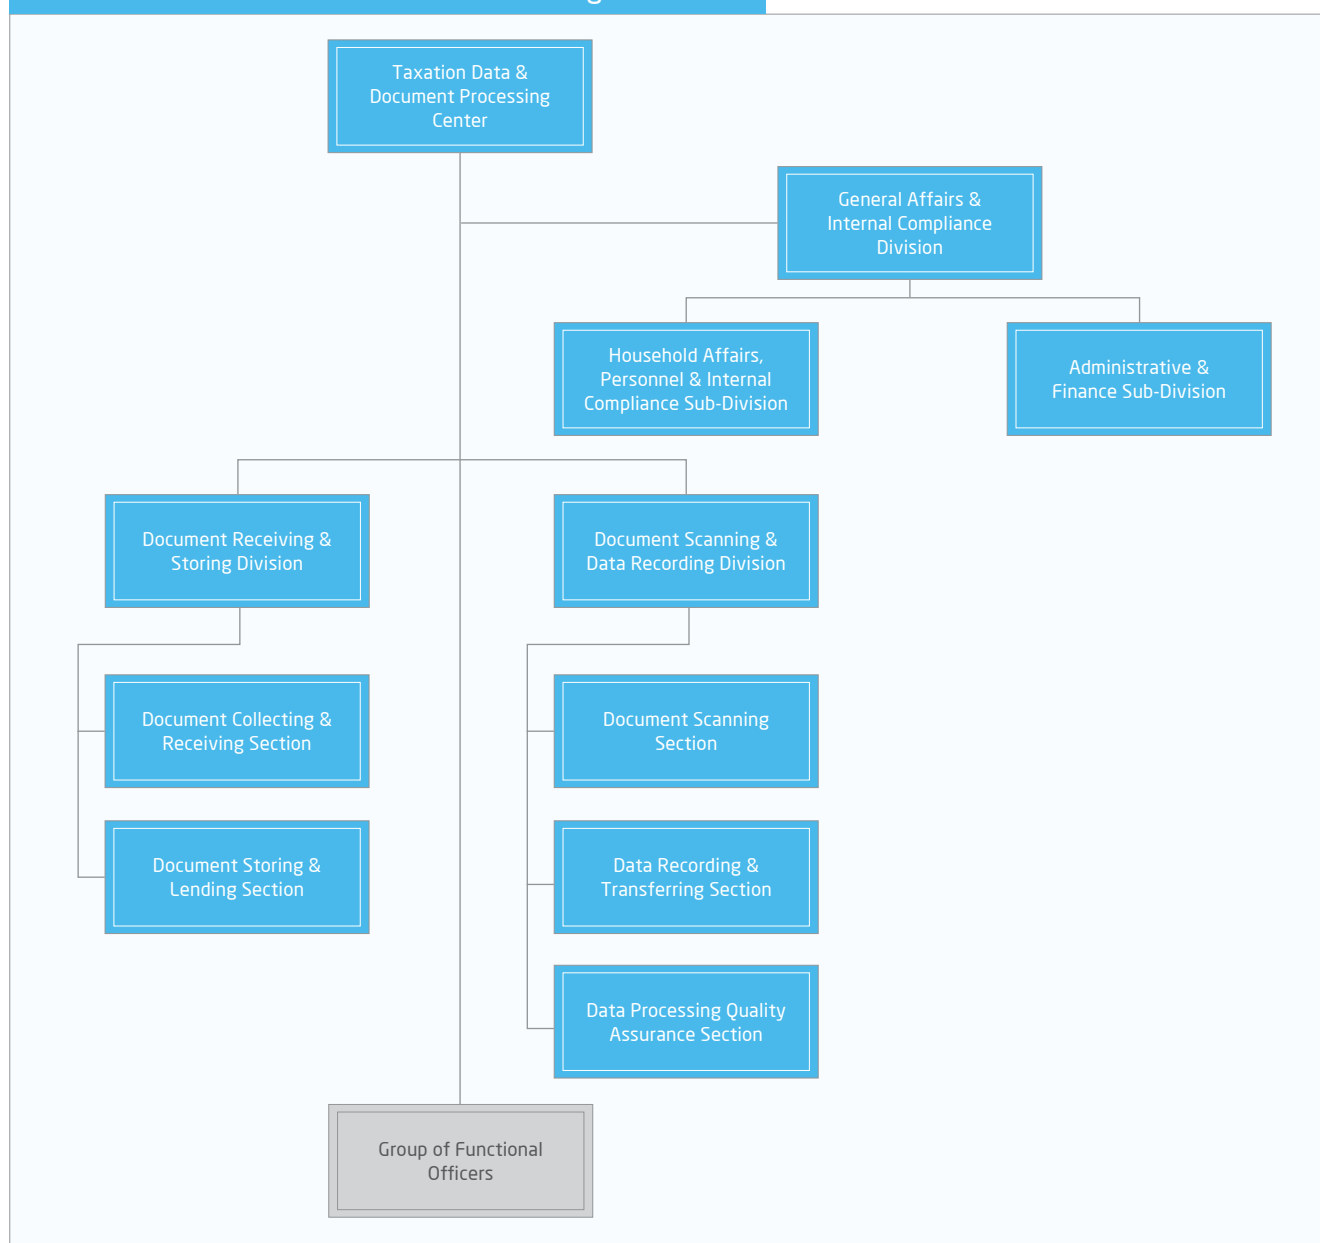 Taxation Data &
Document Processing
Center
General Affairs &
Internal Compliance
Division
Household Affairs,
Personnel & Internal
Compliance Sub-Division
Administrative &
Finance Sub-Division
Document Receiving &
Storing Division
Document Scanning &
Data Recording Division
Document Collecting &
Receiving Section
Document Scanning
Section
Document Storing &
Lending Section
Data Recording &
Transferring Section
Data Processing Quality
Assurance Section
Group of Functional
Officers